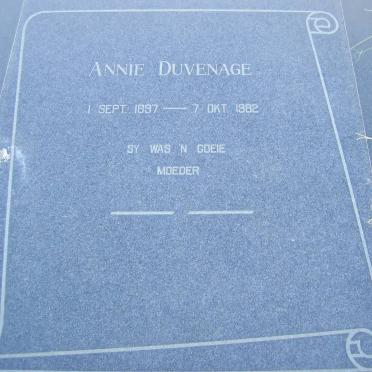 ANNIE DUVENAGE
1 SEPT. 1897 — 7 OKT. 1982
SY WAS 'N GOEIE
MOEDER